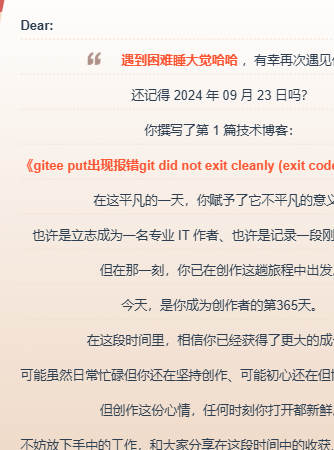 Dear:
遇到困难睡大觉哈哈 ，有幸再次遇见
还记得 2024 年 09 月 23 日吗？
你撰写了第 1 篇技术博客：
《gitee put出现报错git did not exit cleanly (exit code
在这平凡的一天，你赋予了它不平凡的意义
也许是立志成为一名专业 IT 作者、也许是记录一段刚
但在那一刻，你已在创作这趟旅程中出发
今天，是你成为创作者的第365天。
在这段时间里，相信你已经获得了更大的成
可能虽然日常忙碌但你还在坚持创作、可能初心还在但
但创作这份心情，任何时刻你打开都新鲜
不妨放下手中的工作，和大家分享在这段时间中的收获